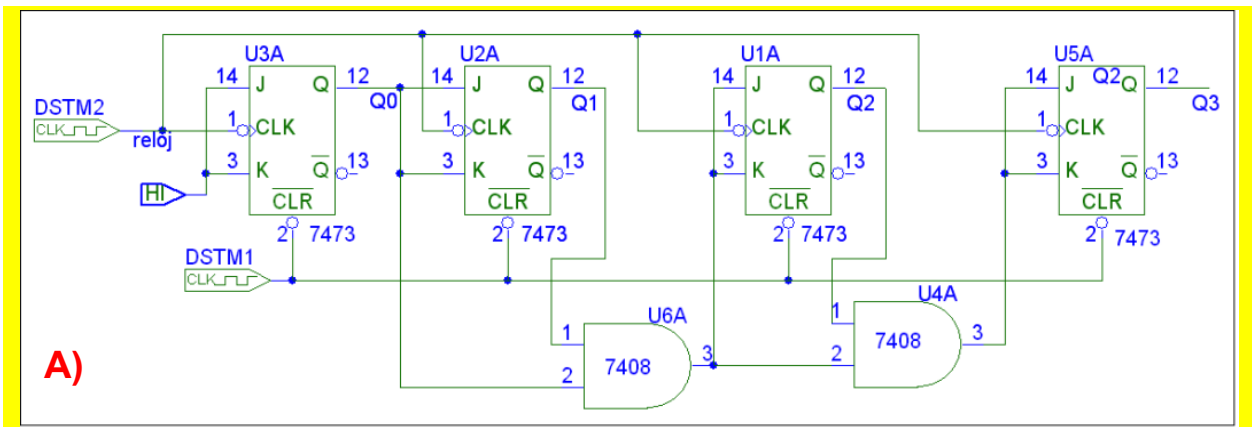 U3A U2A U1A U5A
14 J Q 12 14 J Q 12 14 J Q 12 14 J Q2 Q 12
DSTM2 Q0 Q1 Q2 Q3
CLK 1 CLK 1 CLK 1 CLK 1 CLK
reloj
3 K Q 13 3 K Q 13 3 K Q 13 3 K Q 13
HI CLR CLR CLR CLR
2 7473 2 7473 2 7473 2 7473
DSTM1
CLK
U4A
U6A 1
1 7408 3
7408 3 2
2
A)